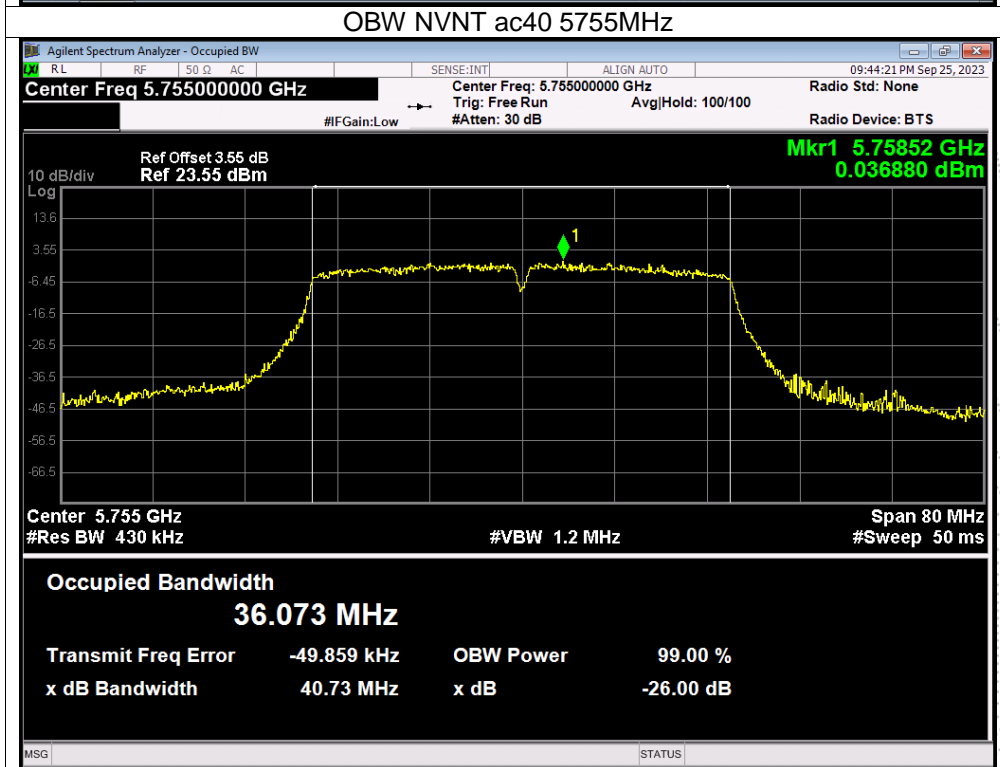 OBW NVNT ac40 5755MHz
Agilent Spectrum Analyzer - Occupied BW
LXI RL RF 50 Ω AC SENSE:INT ALIGN AUTO 09:44:21 PM Sep 25, 2023
Center Freq 5.755000000 GHz Center Freq: 5.755000000 GHz Radio Std: None
Trig: Free Run Avg|Hold: 100/100
#IFGain:Low #Atten: 30 dB Radio Device: BTS
Ref Offset 3.55 dB Mkr1 5.75852 GHz
10 dB/div Ref 23.55 dBm 0.036880 dBm
Log
13.6
1
3.55
-6.45
-16.5
-26.5
-36.5
-46.5
-56.5
-66.5
Center 5.755 GHz Span 80 MHz
#Res BW 430 kHz #VBW 1.2 MHz #Sweep 50 ms
Occupied Bandwidth
36.073 MHz
Transmit Freq Error -49.859 kHz OBW Power 99.00 %
x dB Bandwidth 40.73 MHz x dB -26.00 dB
MSG STATUS